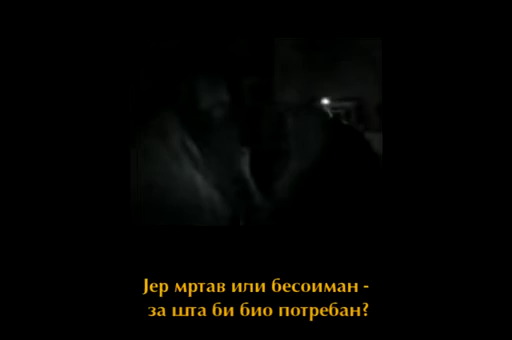 Јер мртав или бесоиман -
за шта би био потребан?